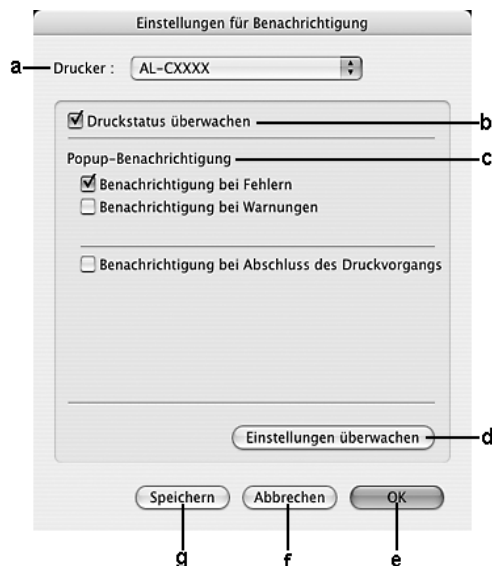 Einstellungen für Benachrichtigung
a Drucker : AL-CXXXX
Druckstatus überwachen b
Popup-Benachrichtigung c
Benachrichtigung bei Fehlern
Benachrichtigung bei Warnungen
Benachrichtigung bei Abschluss des Druckvorgangs
Einstellungen überwachen d
Speichern Abbrechen OK
g f e